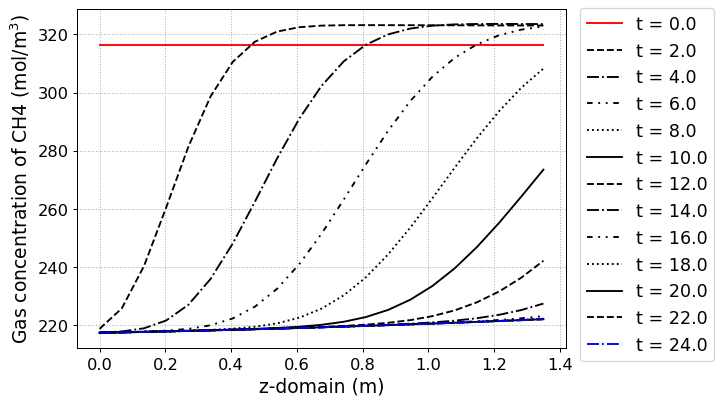 320
300
280
260
240
220
Gas concentration of CH4 (mol/m³)
0.0 0.2 0.4 0.6 0.8 1.0 1.2 1.4
z-domain (m)
t = 0.0
t = 2.0
t = 4.0
t = 6.0
t = 8.0
t = 10.0
t = 12.0
t = 14.0
t = 16.0
t = 18.0
t = 20.0
t = 22.0
t = 24.0